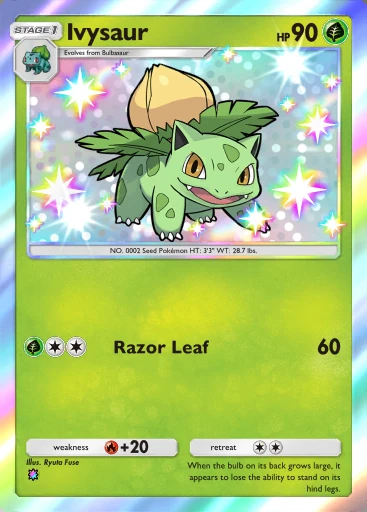 STAGE 1
Ivysaur
HP 90
Evolves from Bulbasaur
NO. 0002 Seed Pokémon HT: 3'3" WT: 28.7 lbs.
Razor Leaf 60
weakness +20
retreat
Illus. Ryuta Fuse
When the bulb on its back grows large, it
appears to lose the ability to stand on its
hind legs.